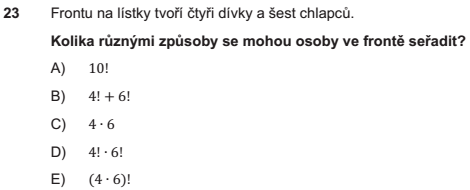 23 Frontu na lístky tvoří čtyři dívky a šest chlapců.
Kolika různými způsoby se mohou osoby ve frontě seřadit?
A) 10!
B) 4! + 6!
C) 4 · 6
D) 4! · 6!
E) (4 · 6)!